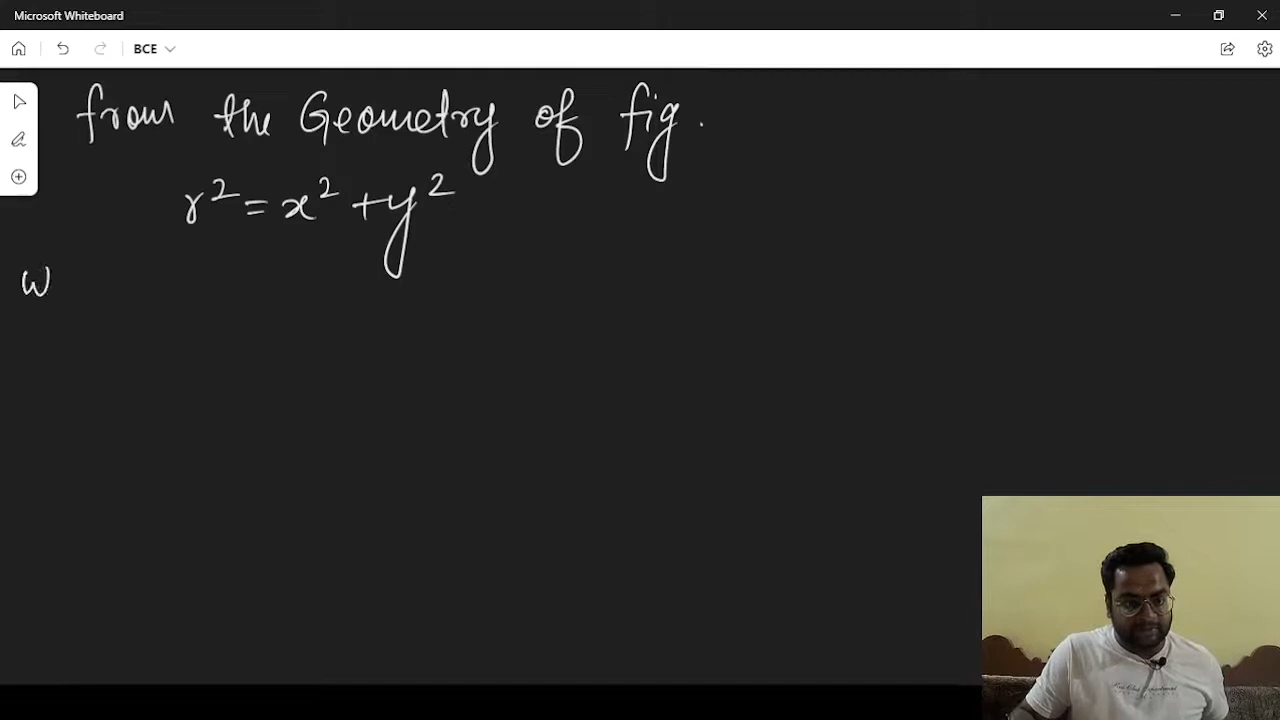 Microsoft Whiteboard
BCE
from the Geometry of fig.
r² = x² + y²
w